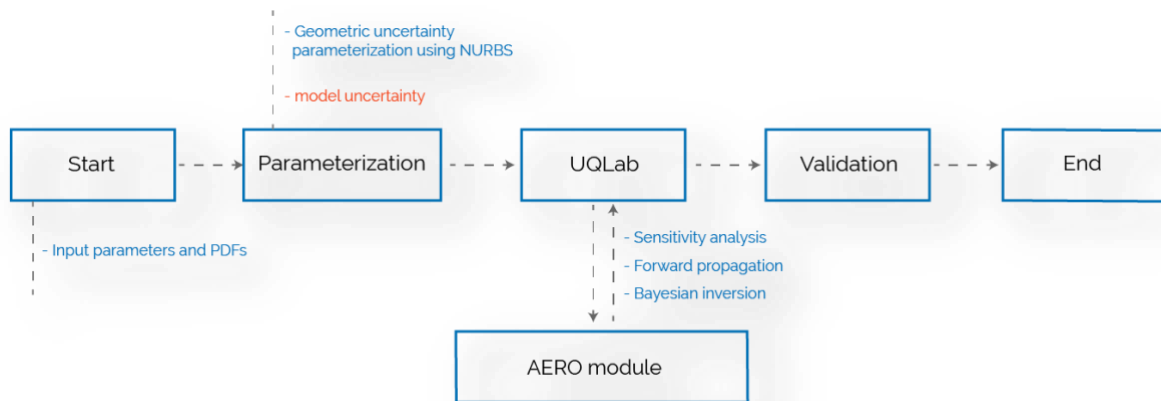 - Geometric uncertainty
parameterization using NURBS
- model uncertainty
Start
Parameterization
UQLab
Validation
End
- Input parameters and PDFs
- Sensitivity analysis
- Forward propagation
- Bayesian inversion
AERO module